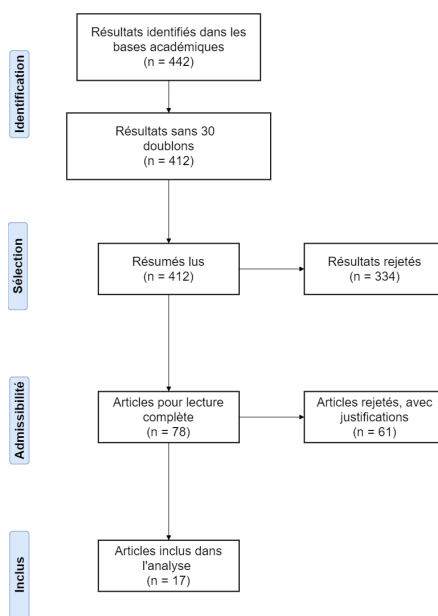 Identification
Résultats identifiés dans les
bases académiques
(n = 442)
Résultats sans 30
doublons
(n = 412)
Sélection
Résumés lus
(n = 412)
Résultats rejetés
(n = 334)
Admissibilité
Articles pour lecture
complète
(n = 78)
Articles rejetés, avec
justifications
(n = 61)
Inclus
Articles inclus dans
l'analyse
(n = 17)